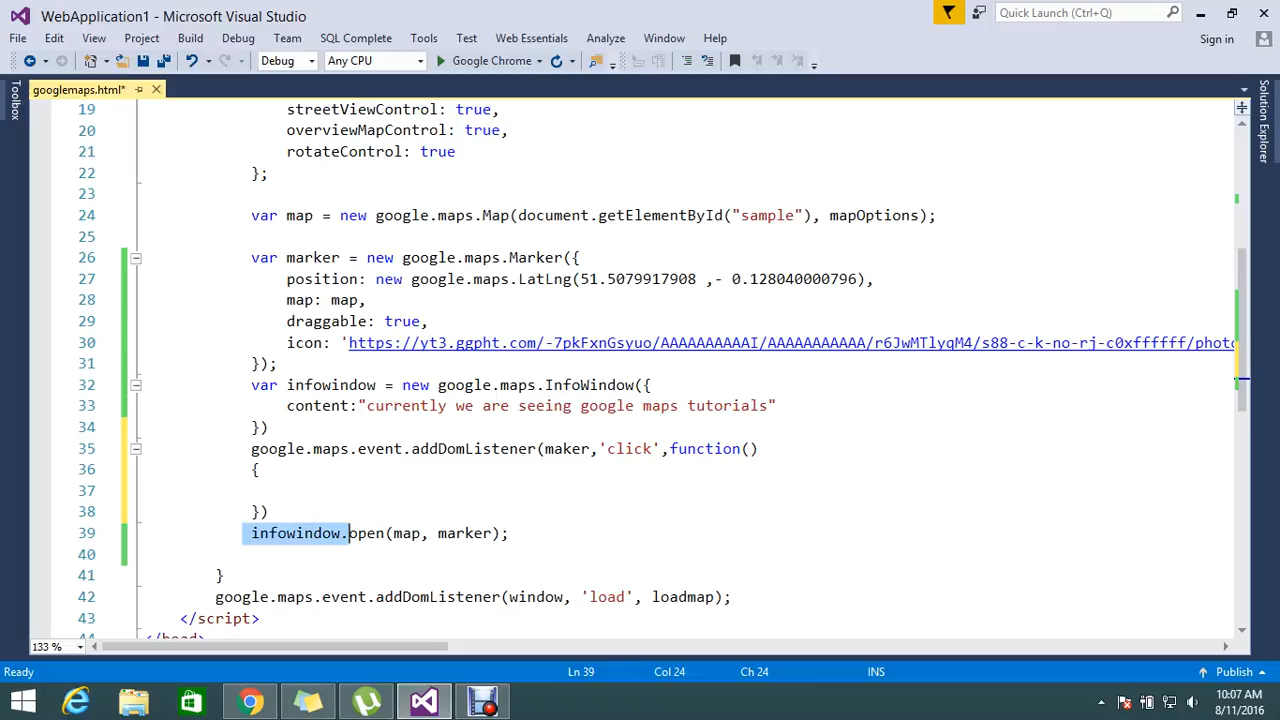 WebApplication1 - Microsoft Visual Studio
Quick Launch (Ctrl+Q)
File Edit View Project Build Debug Team SQL Complete Tools Test Web Essentials Analyze Window Help
Sign in
Debug Any CPU Google Chrome
Toolbox
googlemaps.html*
Solution Explorer
19 streetViewControl: true,
20 overviewMapControl: true,
21 rotateControl: true
22 };
23
24 var map = new google.maps.Map(document.getElementById("sample"), mapOptions);
25
26 var marker = new google.maps.Marker({
27 position: new google.maps.LatLng(51.5079917908 ,- 0.128040000796),
28 map: map,
29 draggable: true,
30 icon: 'https://yt3.ggpht.com/-7pkFxnGsyuo/AAAAAAAAAAI/AAAAAAAAAAA/r6JwMTlyqM4/s88-c-k-no-rj-c0xffffff/photo
31 });
32 var infowindow = new google.maps.InfoWindow({
33 content:"currently we are seeing google maps tutorials"
34 })
35 google.maps.event.addDomListener(maker,'click',function()
36 {
37
38 })
39 infowindow.open(map, marker);
40
41 }
42 google.maps.event.addDomListener(window, 'load', loadmap);
43 </script>
44 </head>
133 %
Ready Ln 39 Col 24 Ch 24 INS Publish
10:07 AM
8/11/2016